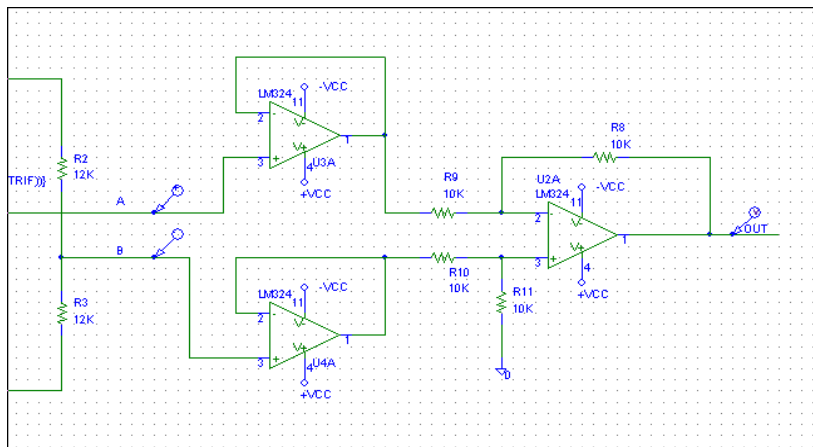 R2
12K
TRIF))}
A
B
R3
12K
LM324
-VCC
11
2
V-
1
3
V+
4
U3A
+VCC
R9
10K
R8
10K
U2A
LM324
-VCC
11
2
V-
1
OUT
3
V+
4
+VCC
R10
10K
R11
10K
0
LM324
-VCC
11
2
V-
1
3
V+
4
U4A
+VCC